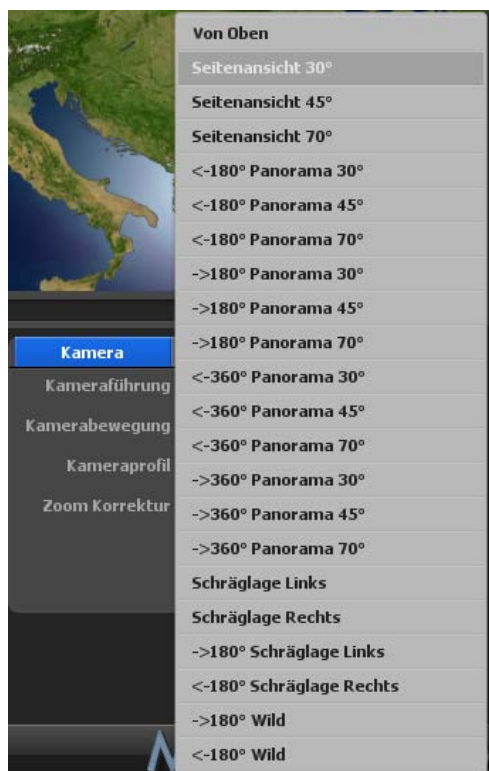 Von Oben
Seitenansicht 30°
Seitenansicht 45°
Seitenansicht 70°
<-180° Panorama 30°
<-180° Panorama 45°
<-180° Panorama 70°
->180° Panorama 30°
->180° Panorama 45°
->180° Panorama 70°
<-360° Panorama 30°
<-360° Panorama 45°
<-360° Panorama 70°
->360° Panorama 30°
->360° Panorama 45°
->360° Panorama 70°
Schräglage Links
Schräglage Rechts
->180° Schräglage Links
<-180° Schräglage Rechts
->180° Wild
<-180° Wild
Kamera
Kameraführung
Kamerabewegung
Kameraprofil
Zoom Korrektur